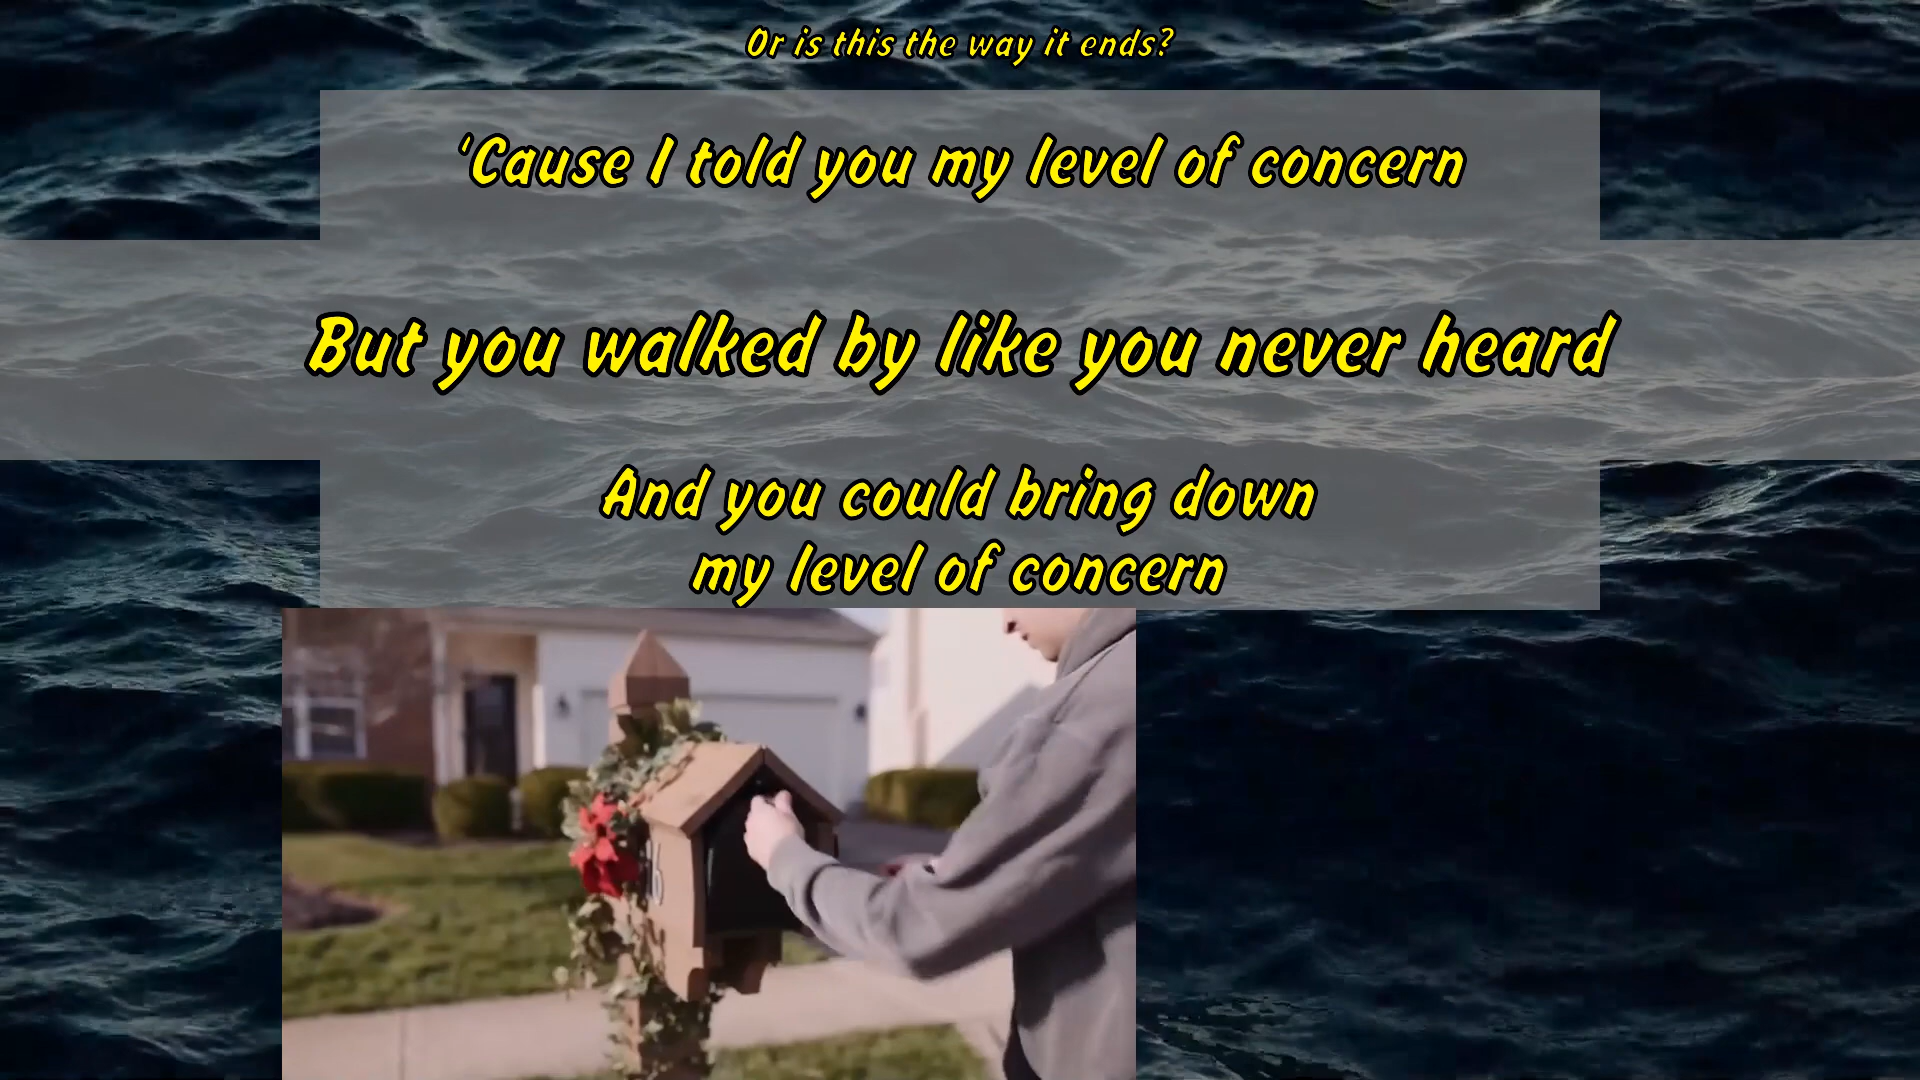 Or is this the way it ends?
'Cause I told you my level of concern
But you walked by like you never heard
And you could bring down
my level of concern